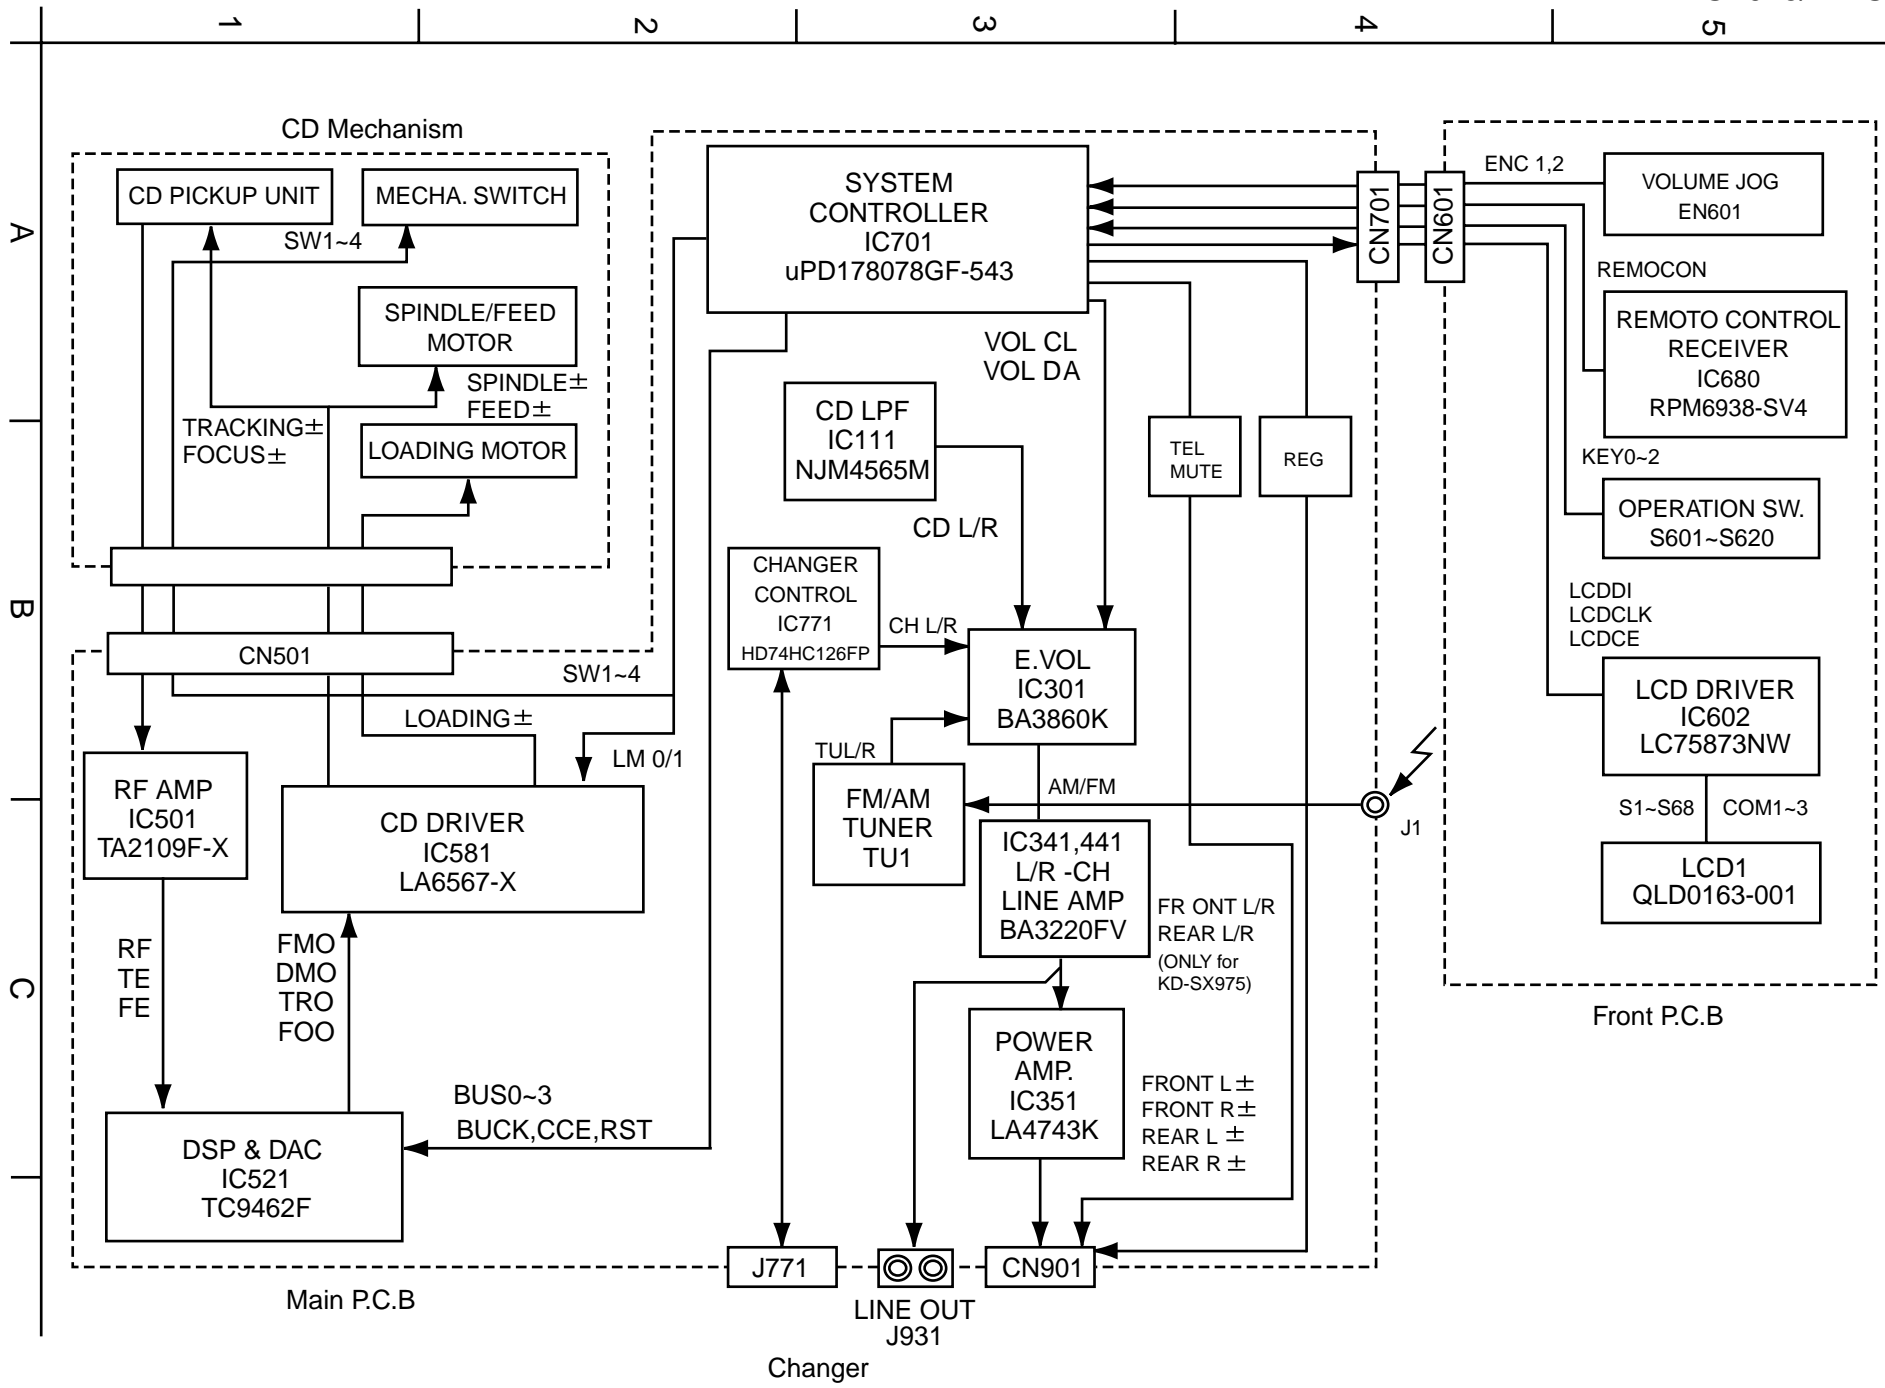 1
2
3
4
5
A
B
C
CD Mechanism
CD PICKUP UNIT
MECHA. SWITCH
SW1~4
SPINDLE/FEED
MOTOR
SPINDLE±
FEED±
TRACKING±
FOCUS±
LOADING MOTOR
CN501
SW1~4
LOADING±
LM 0/1
RF AMP
IC501
TA2109F-X
CD DRIVER
IC581
LA6567-X
RF
TE
FE
FMO
DMO
TRO
FOO
BUS0~3
BUCK,CCE,RST
DSP & DAC
IC521
TC9462F
Main P.C.B
SYSTEM
CONTROLLER
IC701
uPD178078GF-543
VOL CL
VOL DA
CD LPF
IC111
NJM4565M
CD L/R
TEL
MUTE
REG
CHANGER
CONTROL
IC771
HD74HC126FP
CH L/R
E.VOL
IC301
BA3860K
TUL/R
AM/FM
FM/AM
TUNER
TU1
J1
IC341,441
L/R -CH
LINE AMP
BA3220FV
FR ONT L/R
REAR L/R
(ONLY for
KD-SX975)
POWER
AMP.
IC351
LA4743K
FRONT L ±
FRONT R±
REAR L ±
REAR R ±
J771
CN901
LINE OUT
J931
Changer
CN701
CN601
ENC 1,2
VOLUME JOG
EN601
REMOCON
REMOTO CONTROL
RECEIVER
IC680
RPM6938-SV4
KEY0~2
OPERATION SW.
S601~S620
LCDDI
LCDCLK
LCDCE
LCD DRIVER
IC602
LC75873NW
S1~S68
COM1~3
LCD1
QLD0163-001
Front P.C.B